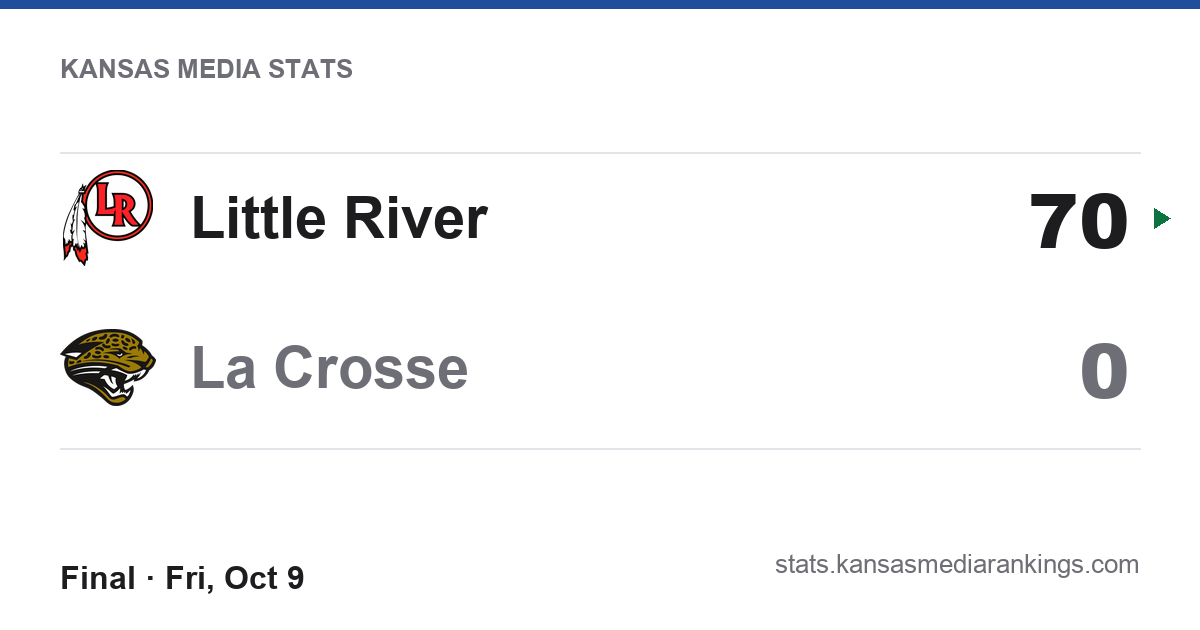 KANSAS MEDIA STATS
LR
Little River 70
La Crosse 0
Final · Fri, Oct 9
stats.kansasmediarankings.com